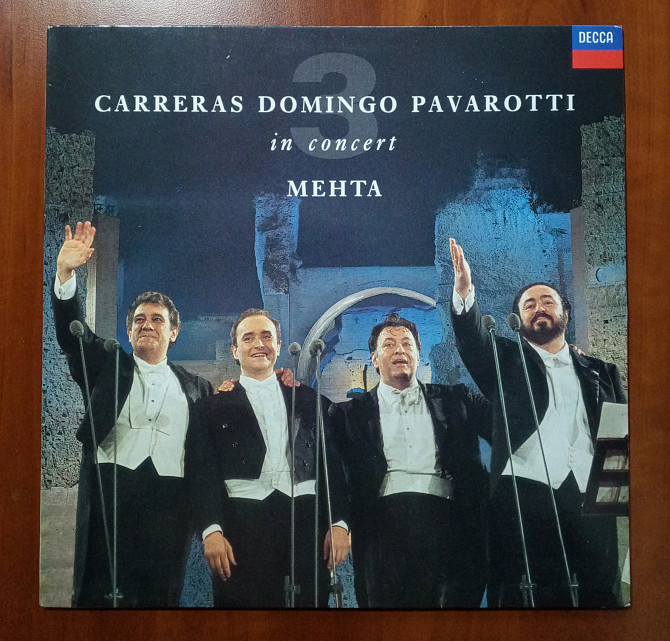 DECCA
3
CARRERAS DOMINGO PAVAROTTI
in concert
MEHTA